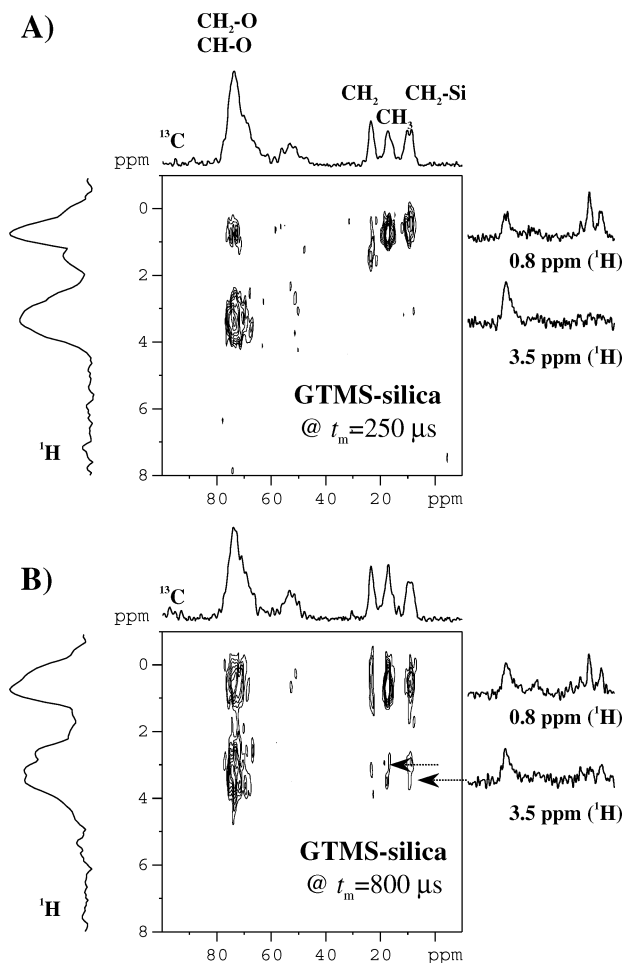 A)
CH2-O
CH-O
CH2
CH3
CH2-Si
13C
ppm
0
2
4
6
8
0.8 ppm (1H)
3.5 ppm (1H)
GTMS-silica
@ tm=250 μs
1H
80 60 40 20 ppm
B)
13C
ppm
0
2
4
6
8
0.8 ppm (1H)
3.5 ppm (1H)
GTMS-silica
@ tm=800 μs
1H
80 60 40 20 ppm